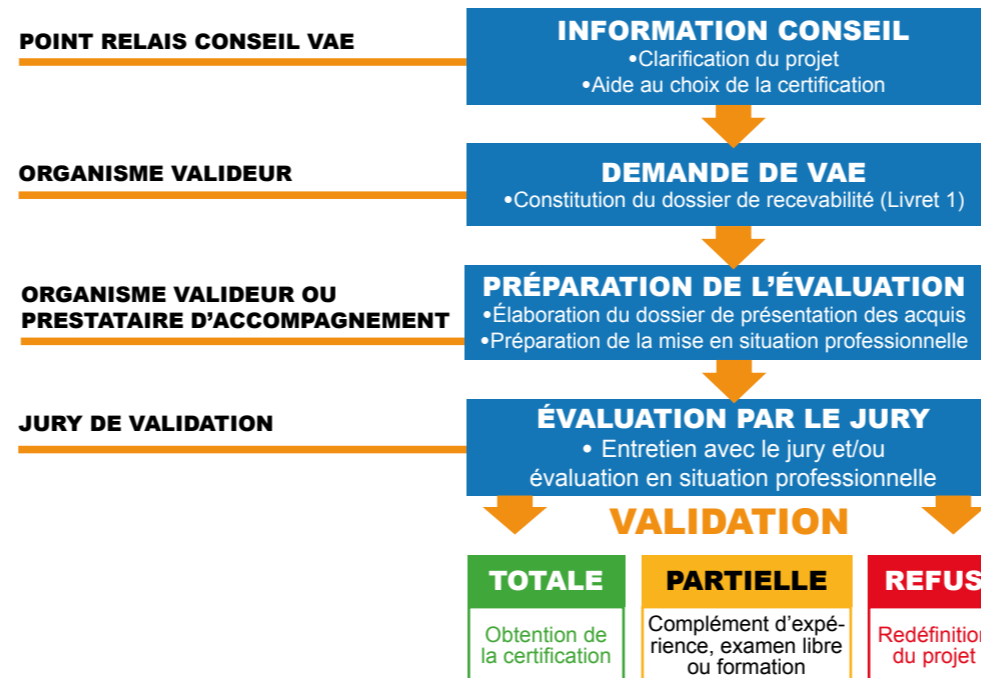 POINT RELAIS CONSEIL VAE
INFORMATION CONSEIL
•Clarification du projet
•Aide au choix de la certification
ORGANISME VALIDEUR
DEMANDE DE VAE
•Constitution du dossier de recevabilité (Livret 1)
ORGANISME VALIDEUR OU
PRESTATAIRE D’ACCOMPAGNEMENT
PRÉPARATION DE L’ÉVALUATION
•Élaboration du dossier de présentation des acquis
•Préparation de la mise en situation professionnelle
JURY DE VALIDATION
ÉVALUATION PAR LE JURY
• Entretien avec le jury et/ou
évaluation en situation professionnelle
VALIDATION
TOTALE
Obtention de
la certification
PARTIELLE
Complément d’expé-
rience, examen libre
ou formation
REFUS
Redéfinition
du projet